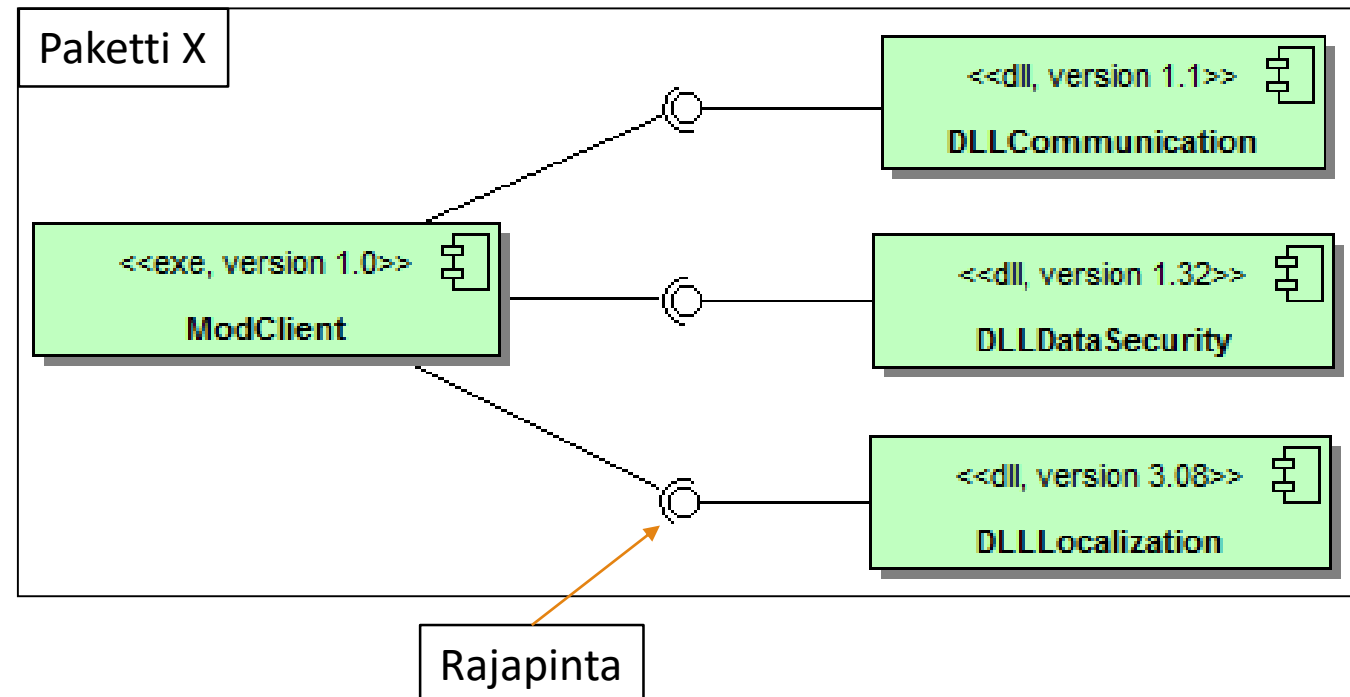 Paketti X
<<dll, version 1.1>>
DLLCommunication
<<exe, version 1.0>>
ModClient
<<dll, version 1.32>>
DLLDataSecurity
<<dll, version 3.08>>
DLLLocalization
Rajapinta